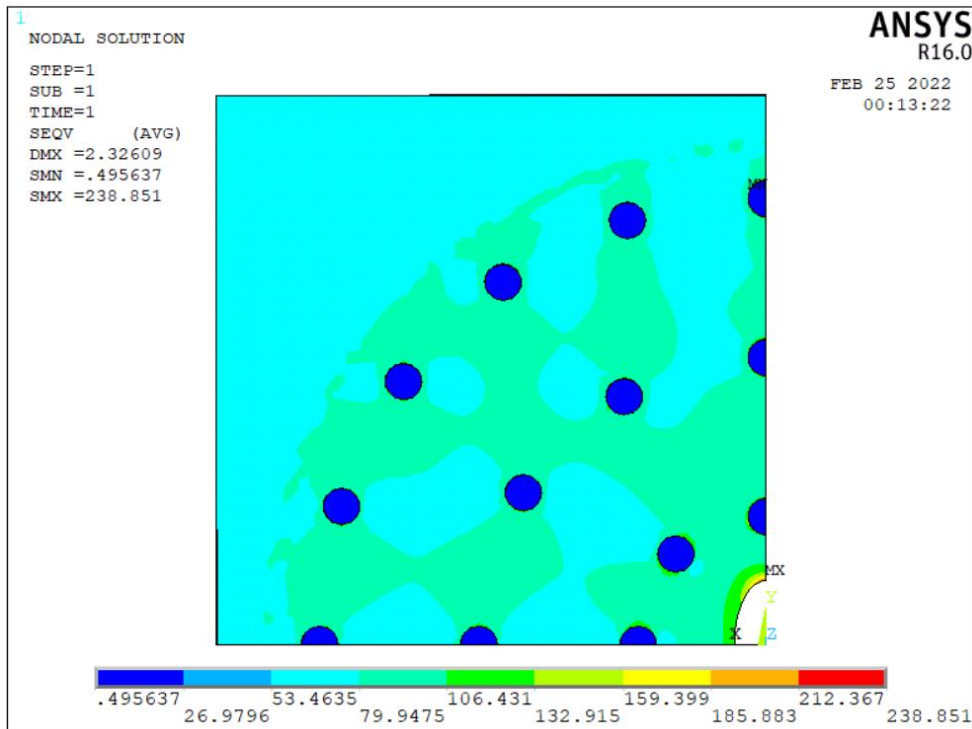 1
NODAL SOLUTION
STEP=1
SUB =1
TIME=1
SEQV (AVG)
DMX =2.32609
SMN =.495637
SMX =238.851
ANSYS
R16.0
FEB 25 2022
00:13:22
MN
MX
Y
X Z
.495637 53.4635 106.431 159.399 212.367
26.9796 79.9475 132.915 185.883 238.851